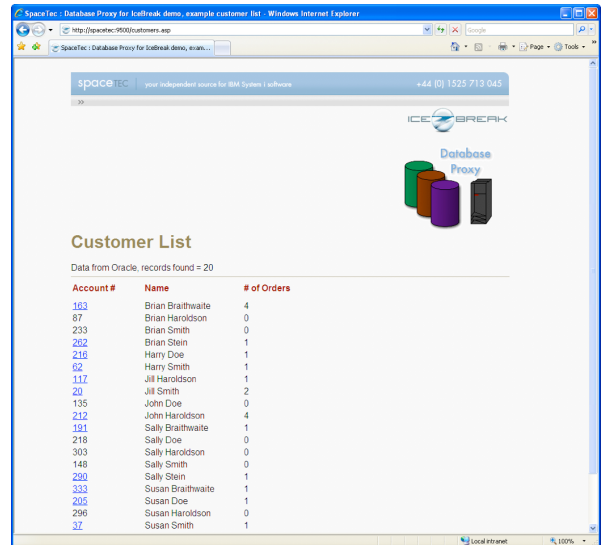 SpaceTec : Database Proxy for IceBreak demo, example customer list - Windows Internet Explorer
http://spacetec:9500/customers.asp
Google
SpaceTec : Database Proxy for IceBreak demo, exam...
Page
Tools
spaceTEC your independent source for IBM System i software +44 (0) 1525 713 045
>>
ICE BREAK
Database
Proxy
Customer List
Data from Oracle, records found = 20
Account # Name # of Orders
163 Brian Braithwaite 4
87 Brian Haroldson 0
233 Brian Smith 0
262 Brian Stein 1
216 Harry Doe 1
62 Harry Smith 1
117 Jill Haroldson 1
20 Jill Smith 2
135 John Doe 0
212 John Haroldson 4
191 Sally Braithwaite 1
218 Sally Doe 0
303 Sally Haroldson 0
148 Sally Smith 0
290 Sally Stein 1
333 Susan Braithwaite 1
205 Susan Doe 1
296 Susan Haroldson 0
37 Susan Smith 1
Local intranet 100%